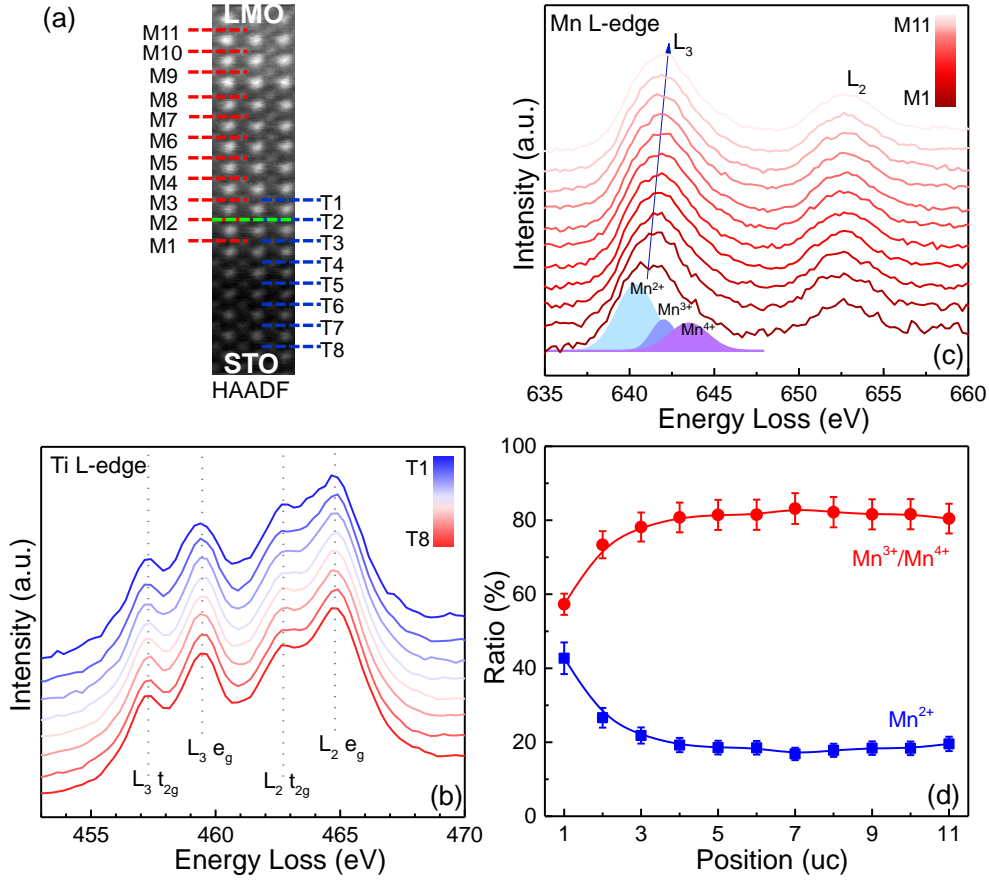 (a)
LMO
M11
M10
M9
M8
M7
M6
M5
M4
M3
M2
M1
T1
T2
T3
T4
T5
T6
T7
T8
STO
HAADF
Mn L-edge
L₃
L₂
M11
M1
Mn²⁺
Mn³⁺
Mn⁴⁺
(c)
Intensity (a.u.)
635 640 645 650 655 660
Energy Loss (eV)
Ti L-edge
T1
T8
L₃ t₂g
L₃ e_g
L₂ t₂g
L₂ e_g
(b)
Intensity (a.u.)
455 460 465 470
Energy Loss (eV)
100
80
60
40
20
0
Ratio (%)
Mn³⁺/Mn⁴⁺
Mn²⁺
(d)
1 3 5 7 9 11
Position (uc)